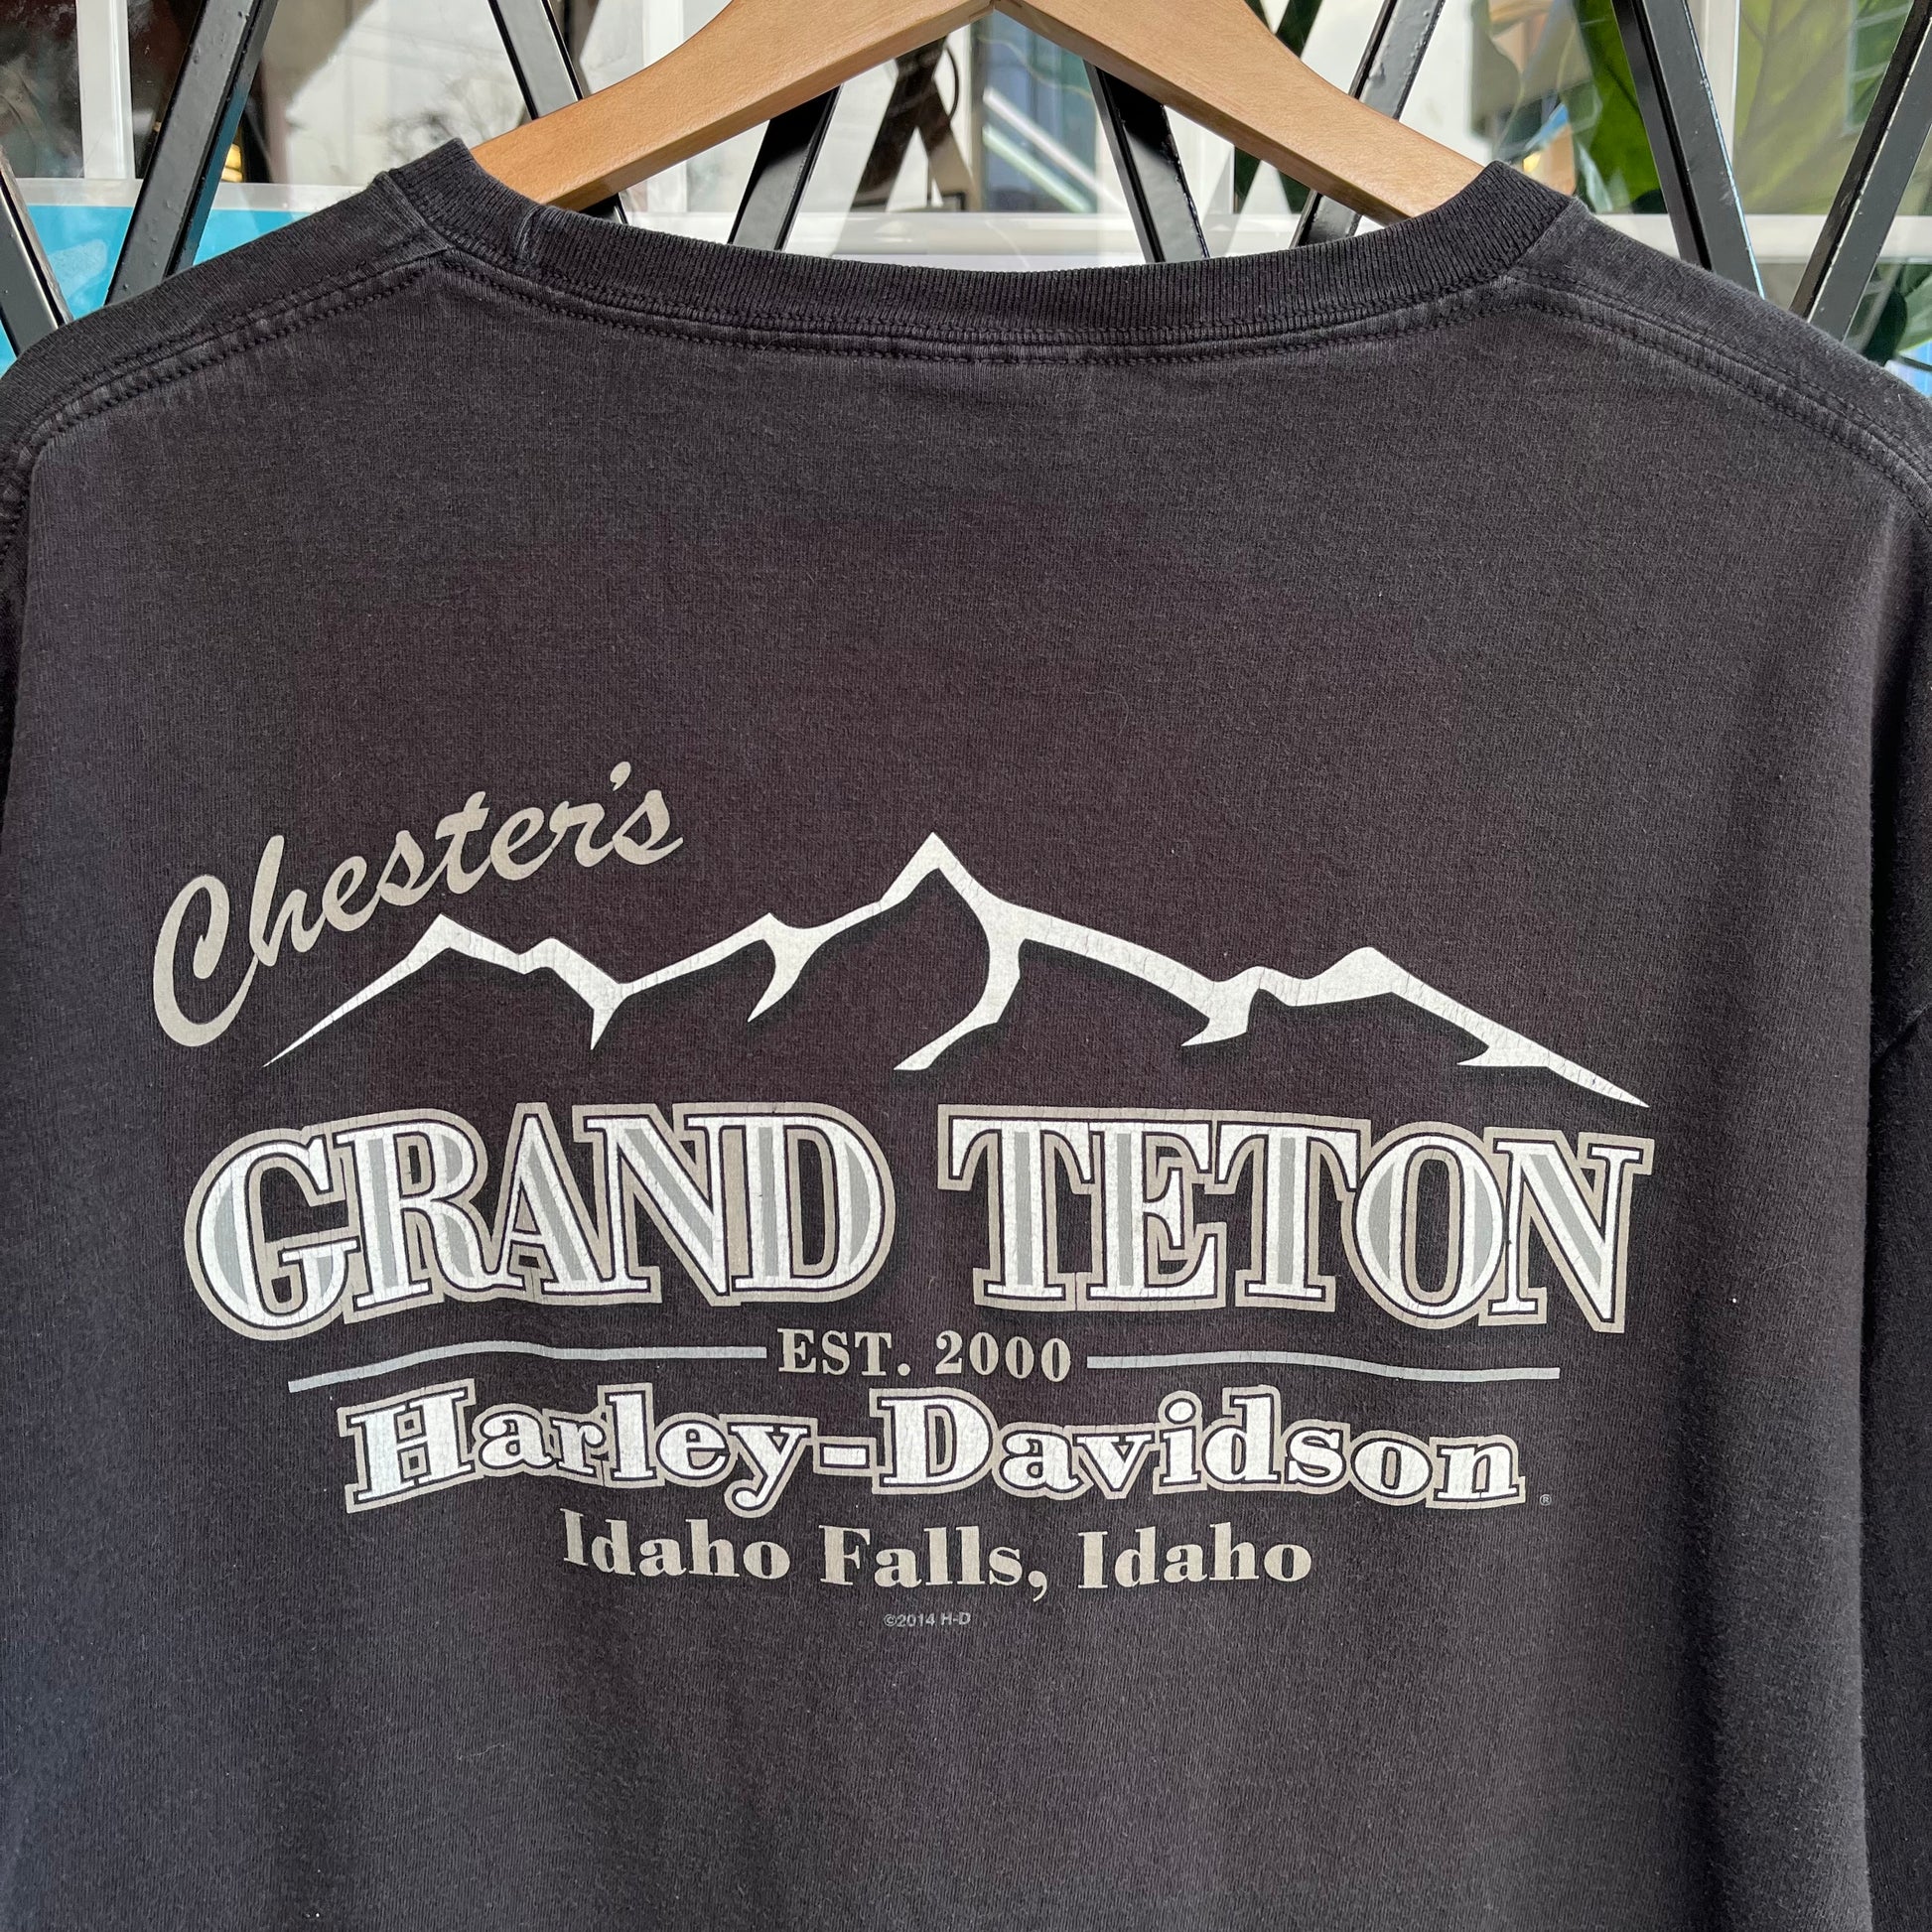 Chester's
GRAND TETON
EST. 2000
Harley-Davidson®
Idaho Falls, Idaho
©2014 H-D